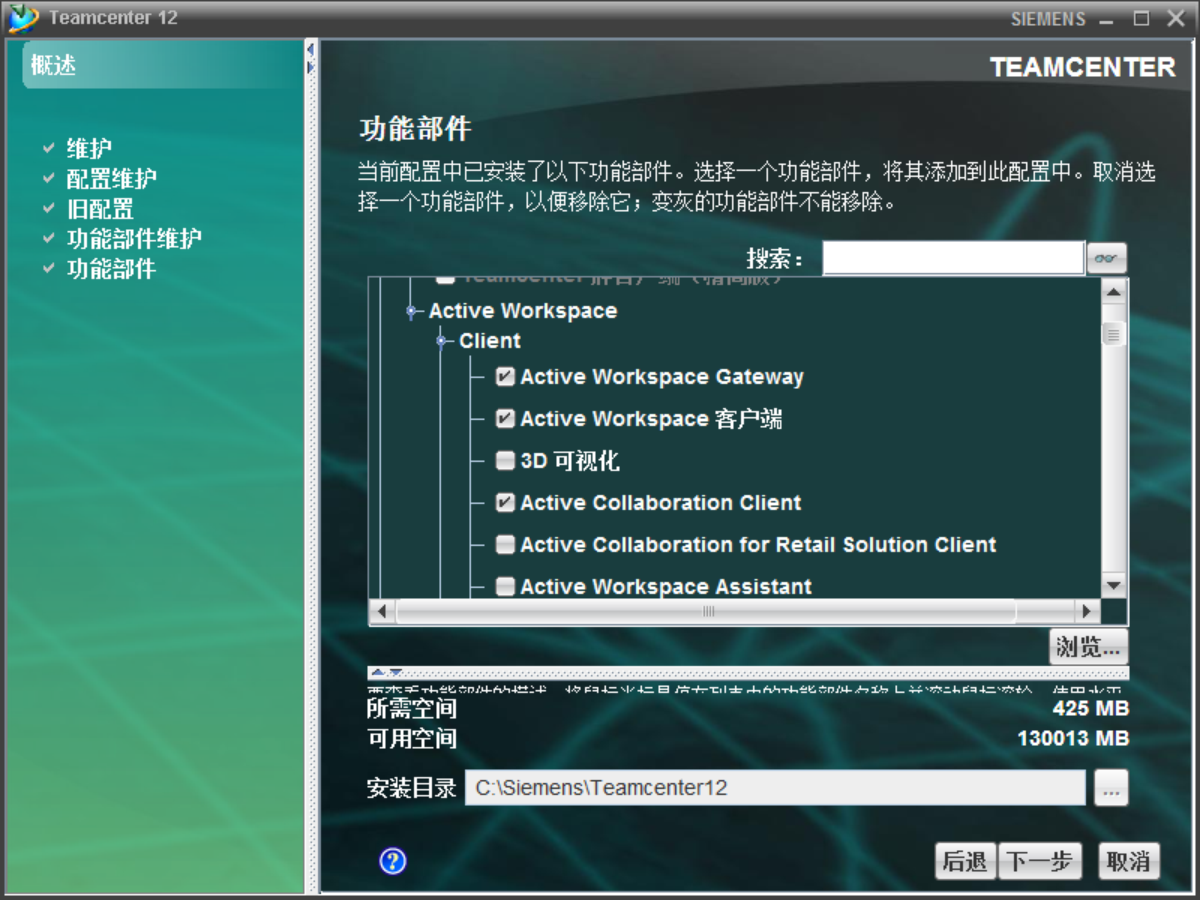 Teamcenter 12
SIEMENS
概述
维护
配置维护
旧配置
功能部件维护
功能部件
TEAMCENTER
功能部件
当前配置中已安装了以下功能部件。选择一个功能部件，将其添加到此配置中。取消选
择一个功能部件，以便移除它；变灰的功能部件不能移除。
搜索：
Active Workspace
Client
Active Workspace Gateway
Active Workspace 客户端
3D 可视化
Active Collaboration Client
Active Collaboration for Retail Solution Client
Active Workspace Assistant
浏览...
所需空间 425 MB
可用空间 130013 MB
安装目录 C:\Siemens\Teamcenter12 ...
?
后退 下一步 取消